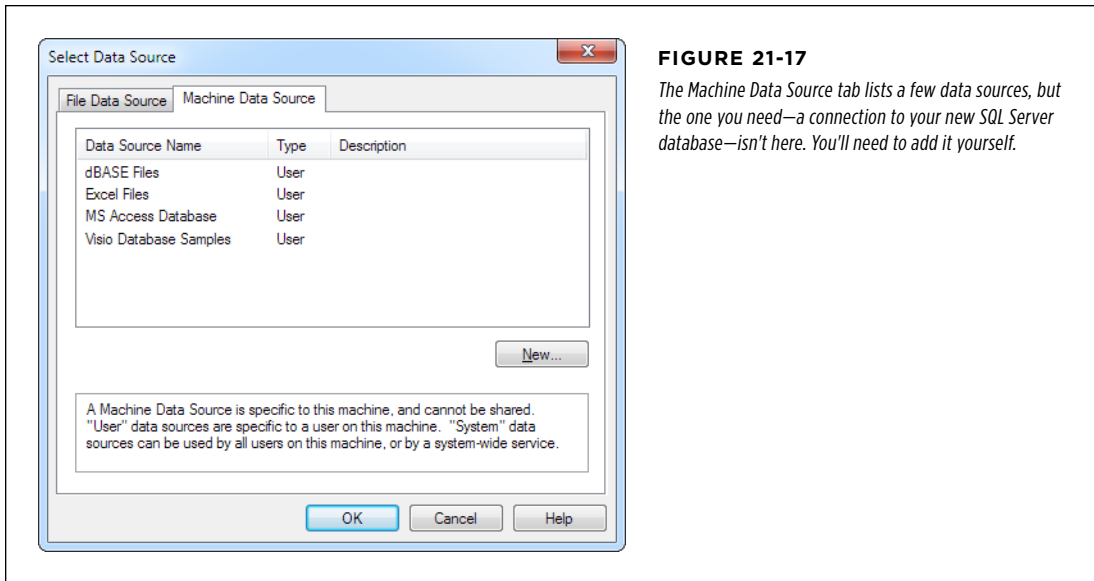 Select Data Source
File Data Source
Machine Data Source
Data Source Name Type Description
dBASE Files User
Excel Files User
MS Access Database User
Visio Database Samples User
New...
A Machine Data Source is specific to this machine, and cannot be shared.
"User" data sources are specific to a user on this machine. "System" data
sources can be used by all users on this machine, or by a system-wide service.
OK Cancel Help
FIGURE 21-17
The Machine Data Source tab lists a few data sources, but
the one you need—a connection to your new SQL Server
database—isn't here. You'll need to add it yourself.